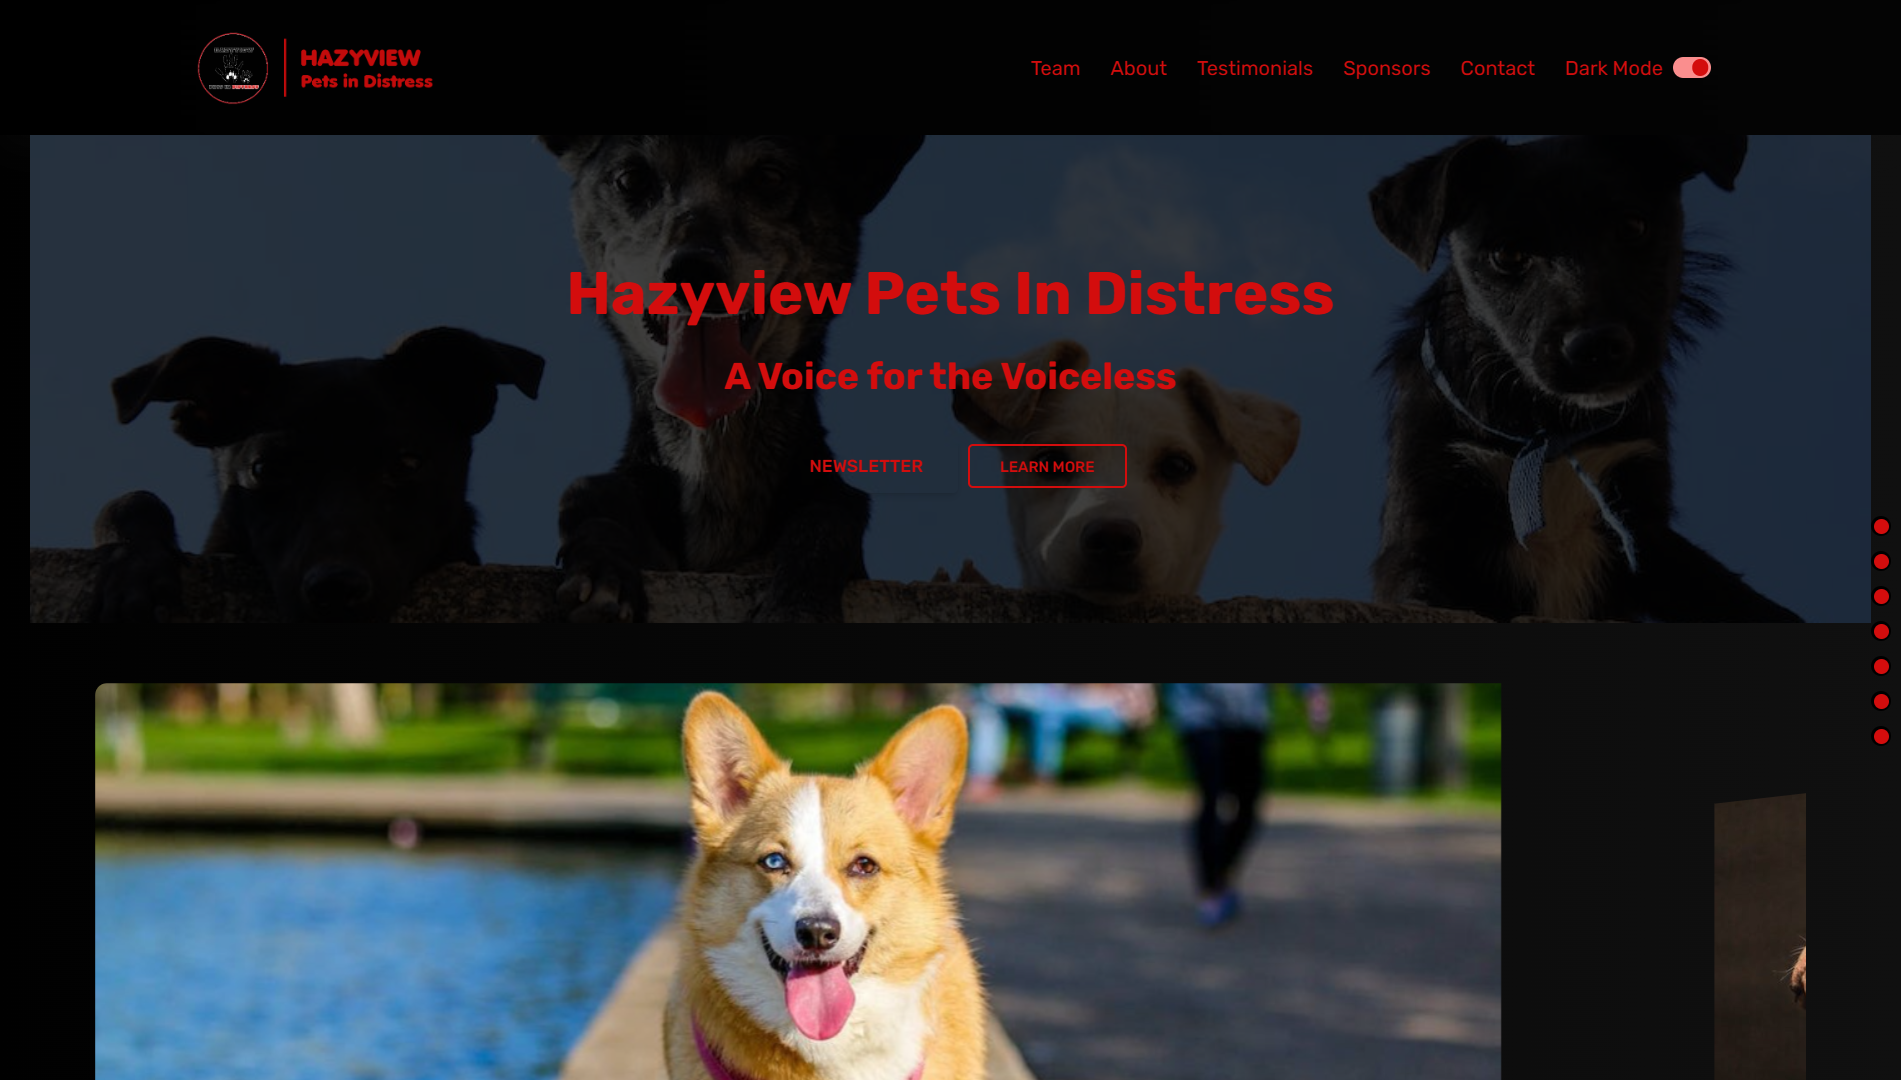 HAZYVIEW
Pets in Distress
Team
About
Testimonials
Sponsors
Contact
Dark Mode
Hazyview Pets In Distress
A Voice for the Voiceless
NEWSLETTER
LEARN MORE